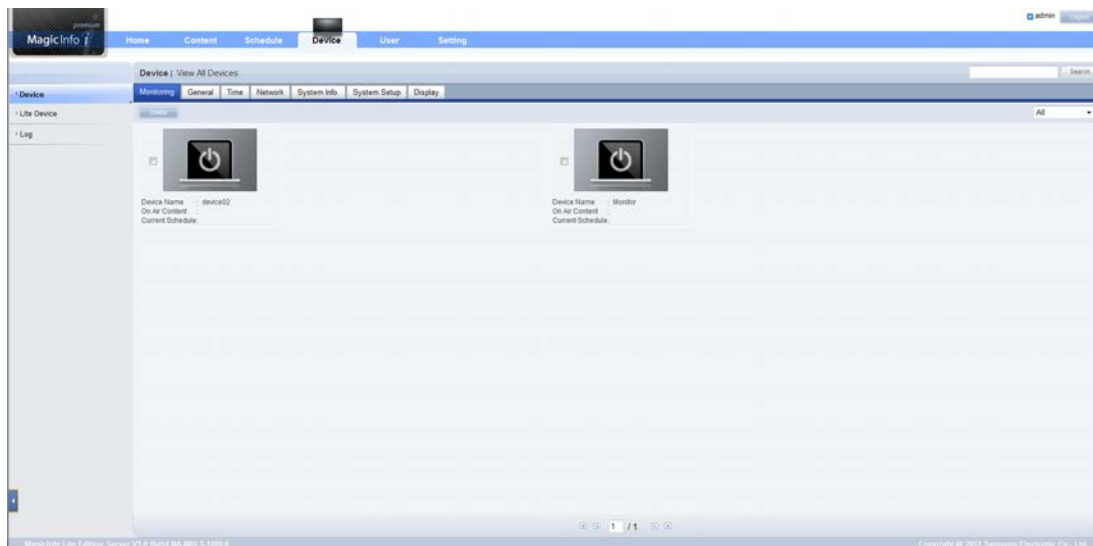 premium
MagicInfo i
Home Content Schedule Device User Setting
admin Logout
Device | View All Devices
Search
Monitoring General Time Network System Info. System Setup Display
Device
Lite Device
Log
All
Device Name : device02
On Air Content :
Current Schedule:
Device Name : Monitor
On Air Content :
Current Schedule:
1 / 1